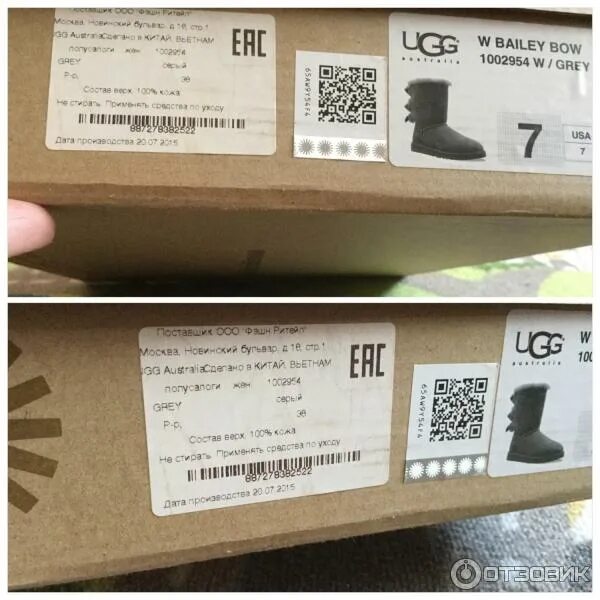 Поставщик ООО "Фэшн Ритейл"
Москва, Новинский бульвар, д 18, стр.1
UGG AustraliaСделано в КИТАЙ, ВЬЕТНАМ
полусапоги жен 1002954
GREY серый
Р-р, 38
Состав верх. 100% кожа
Не стирать. Применять средства по уходу
887278382522
Дата производства 20.07.2015
EAC
65AW9Y54F4
UGG
australia
W BAILEY BOW
1002954 W / GREY
7
USA
7
Поставщик ООО "Фэшн Ритейл"
Москва, Новинский бульвар, д 18, стр.1
UGG AustraliaСделано в КИТАЙ, ВЬЕТНАМ
полусапоги жен 1002954
GREY серый
Р-р, 38
Состав верх. 100% кожа
Не стирать. Применять средства по уходу
887278382522
Дата производства 20.07.2015
EAC
65AW9Y54F4
UGG
australia
W
100
ОТЗОВИК